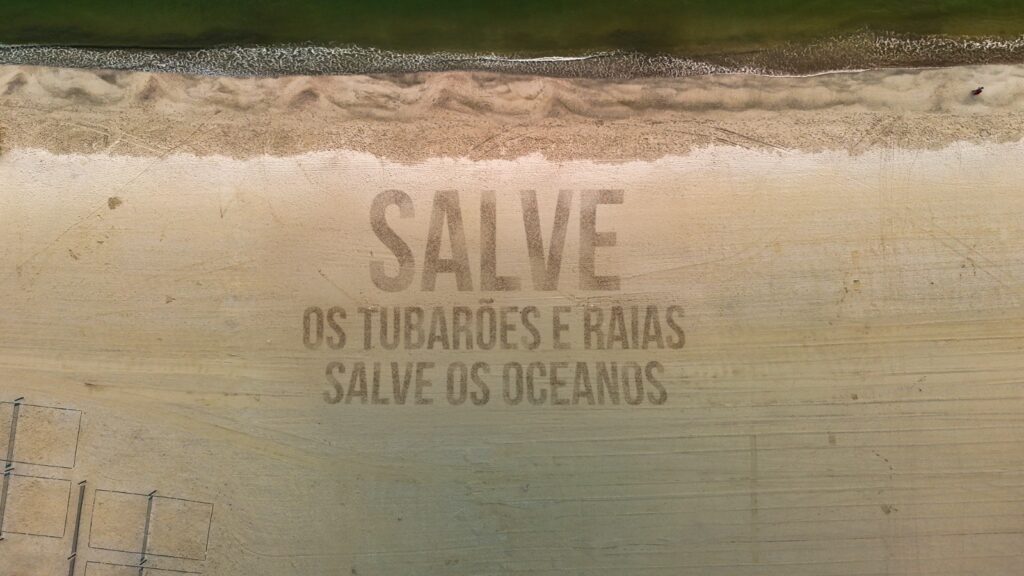 SALVE
OS TUBARÕES E RAIAS
SALVE OS OCEANOS